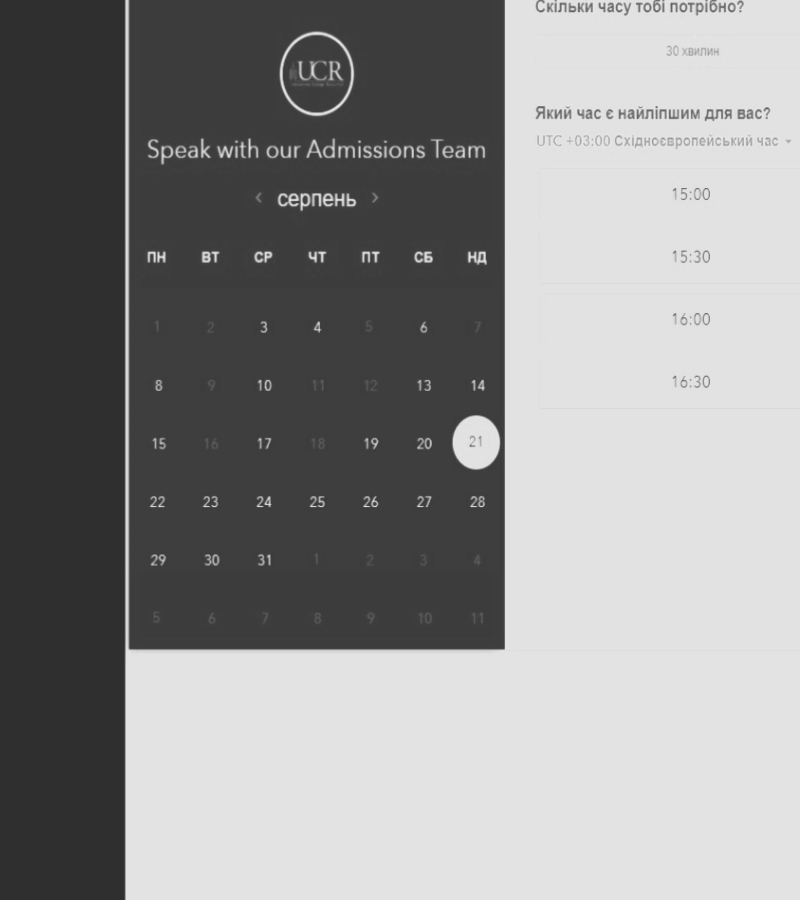 UCR
Speak with our Admissions Team
‹ серпень ›
ПН ВТ СР ЧТ ПТ СБ НД
1 2 3 4 5 6 7
8 9 10 11 12 13 14
15 16 17 18 19 20 21
22 23 24 25 26 27 28
29 30 31 1 2 3 4
5 6 7 8 9 10 11
Скільки часу тобі потрібно?
30 хвилин
Який час є найліпшим для вас?
UTC +03:00 Східноєвропейський час
15:00
15:30
16:00
16:30